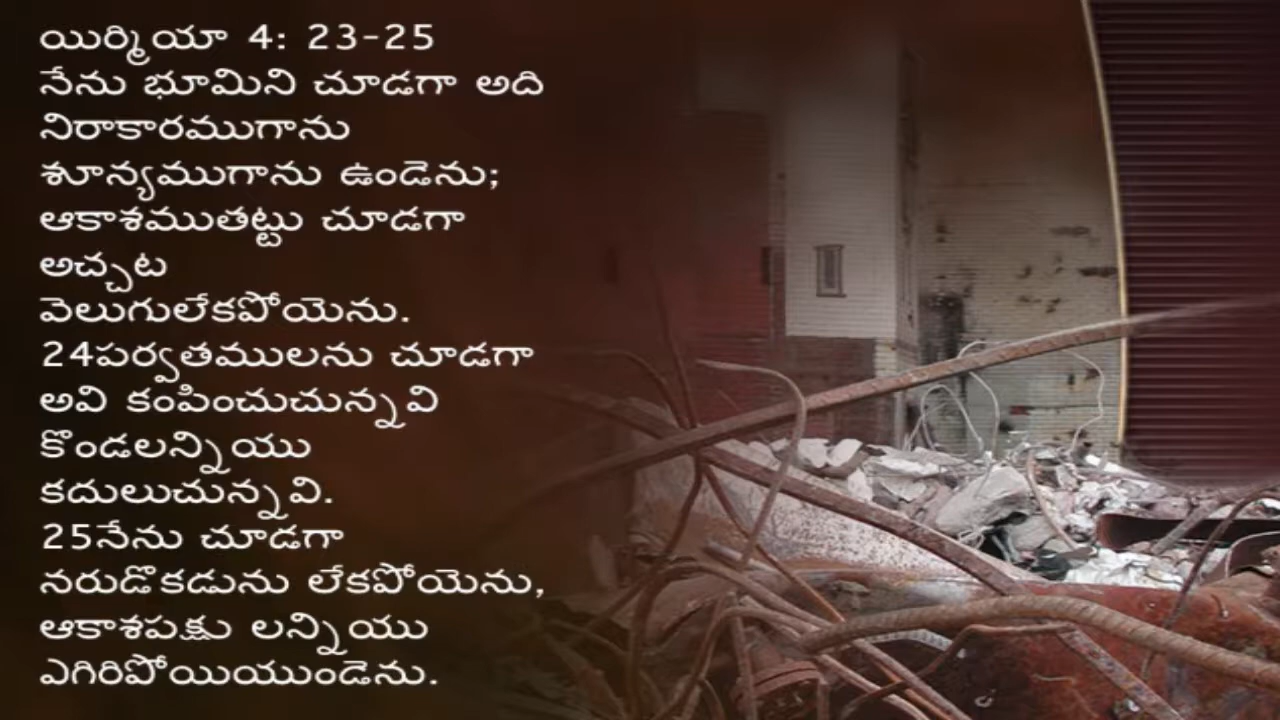 యిర్మియా 4: 23-25
నేను భూమిని చూడగా అది
నిరాకారముగాను
శూన్యముగాను ఉండెను;
ఆకాశముతట్టు చూడగా
అచ్చట
వెలుగులేకపోయెను.
24పర్వతములను చూడగా
అవి కంపించుచున్నవి
కొండలన్నియు
కదులుచున్నవి.
25నేను చూడగా
నరుడొకడును లేకపోయెను,
ఆకాశపక్షు లన్నియు
ఎగిరిపోయియుండెను.